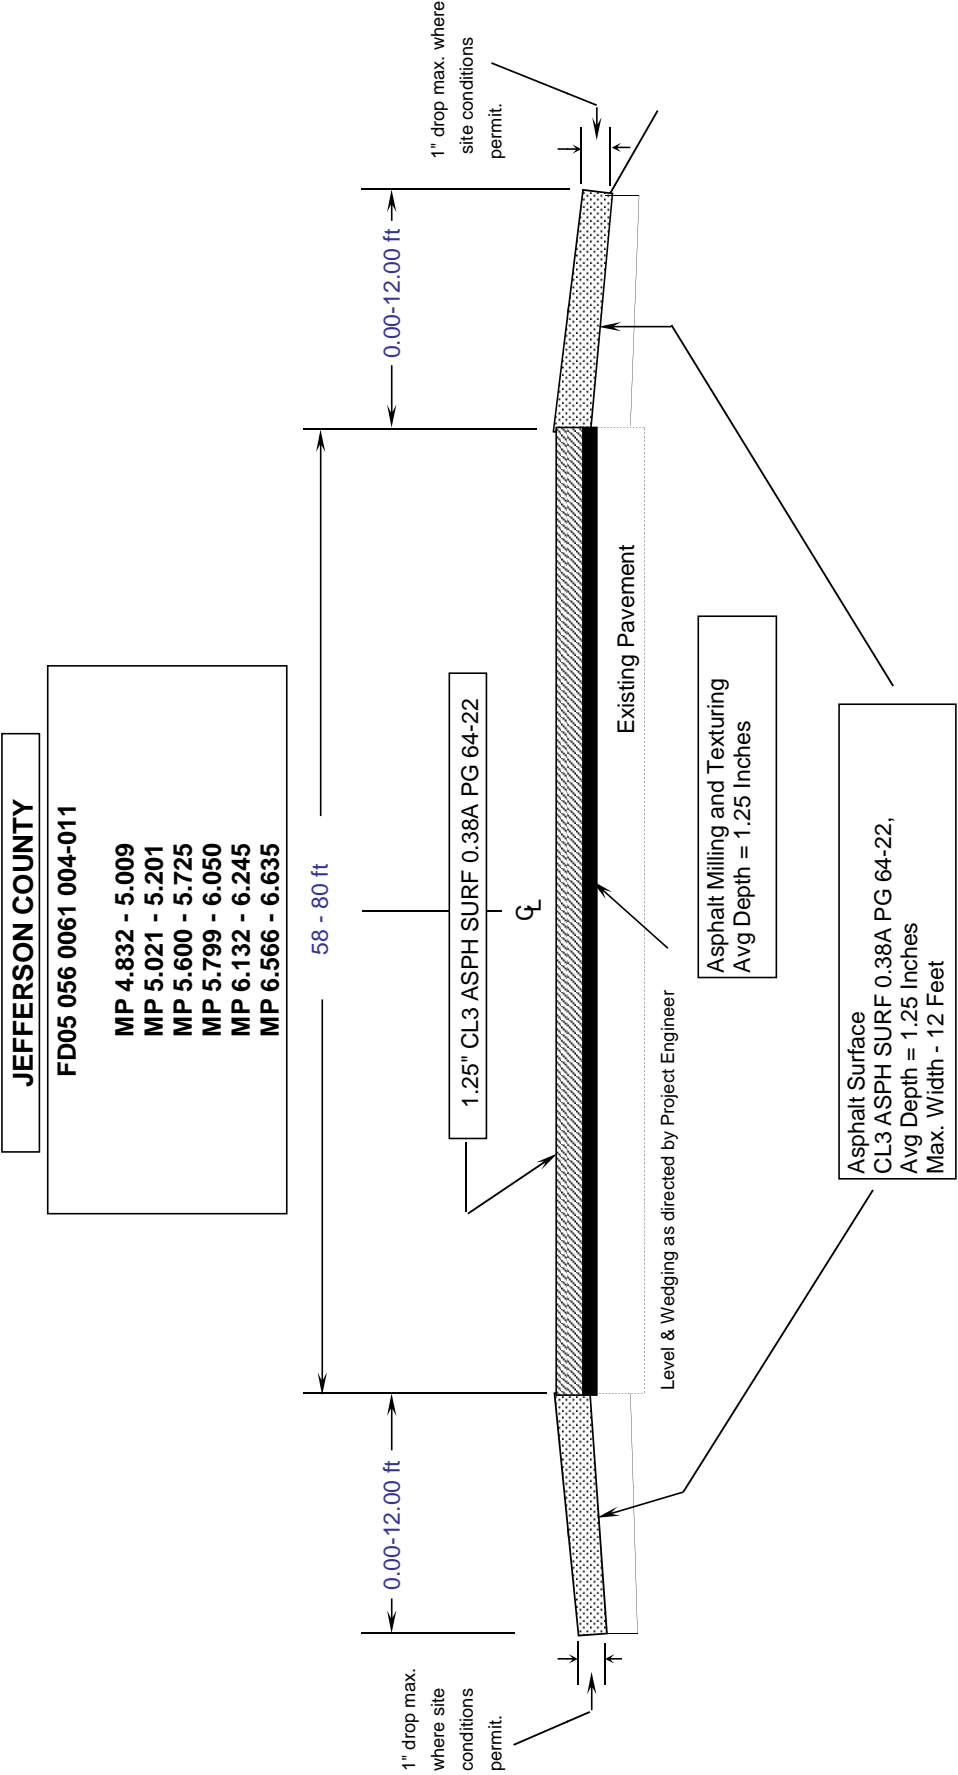 JEFFERSON COUNTY
FD05 056 0061 004-011
MP 4.832 - 5.009
MP 5.021 - 5.201
MP 5.600 - 5.725
MP 5.799 - 6.050
MP 6.132 - 6.245
MP 6.566 - 6.635
58 - 80 ft
0.00-12.00 ft
0.00-12.00 ft
1" drop max.
where site
conditions
permit.
1" drop max. where
site conditions
permit.
1.25" CL3 ASPH SURF 0.38A PG 64-22
CL
Existing Pavement
Level & Wedging as directed by Project Engineer
Asphalt Milling and Texturing
Avg Depth = 1.25 Inches
Asphalt Surface
CL3 ASPH SURF 0.38A PG 64-22,
Avg Depth = 1.25 Inches
Max. Width - 12 Feet